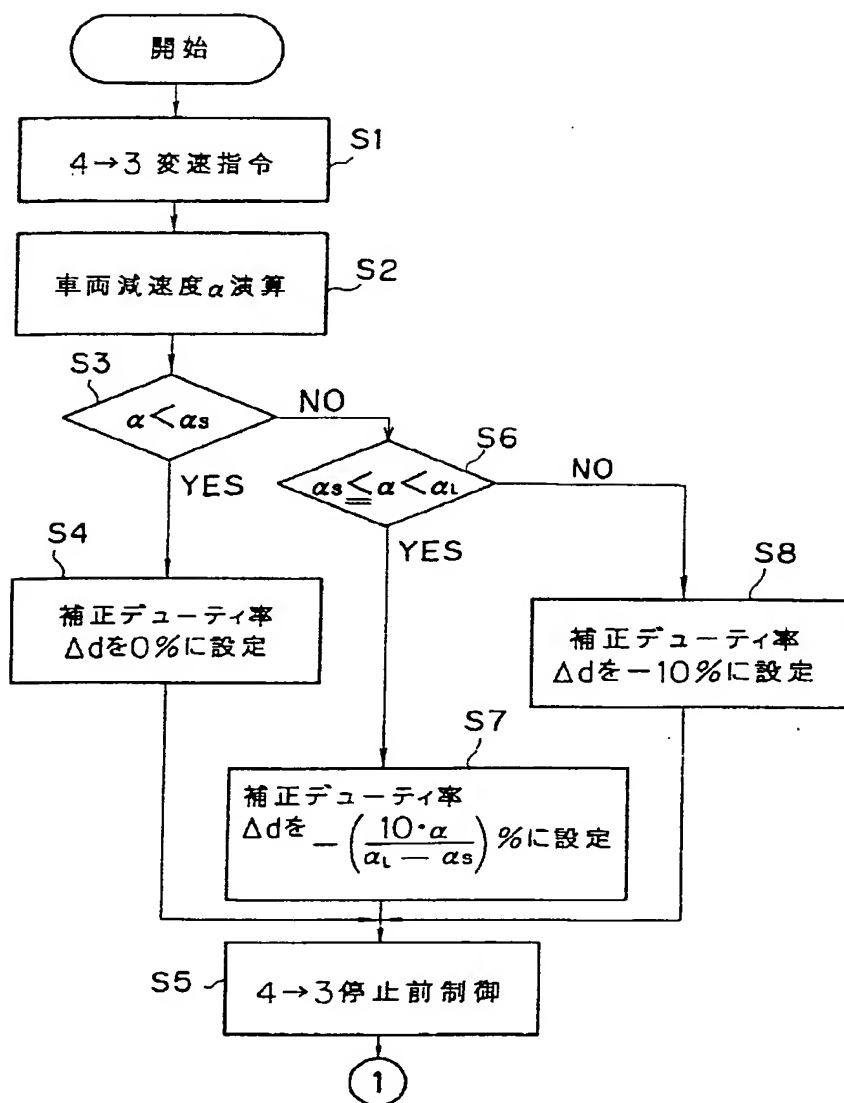 開始
S1
4→3 変速指令
S2
車両減速度α演算
S3
α<αs
NO
YES
S6
αs≦α<αL
NO
YES
S4
補正デューティ率
Δdを0%に設定
S8
補正デューティ率
Δdを-10%に設定
S7
補正デューティ率
Δdを -(10・α/(αL-αs))%に設定
S5
4→3停止前制御
1